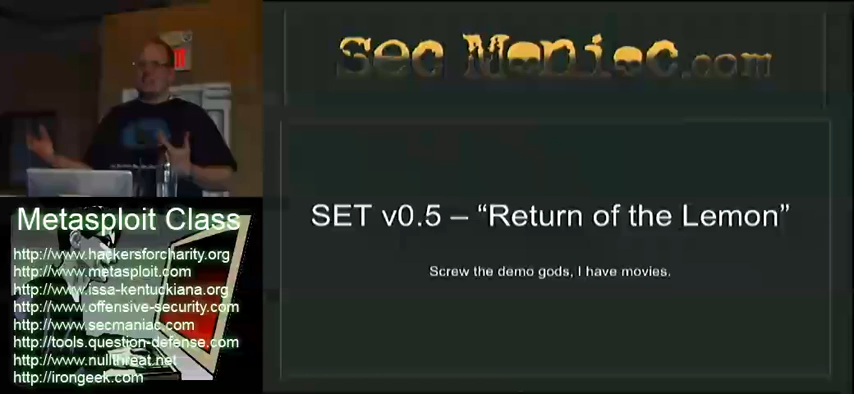 Sec Maniac.com
SET v0.5 – “Return of the Lemon”
Screw the demo gods, I have movies.
Metasploit Class
http://www.hackersforcharity.org
http://www.metasploit.com
http://www.issa-kentuckiana.org
http://www.offensive-security.com
http://www.secmaniac.com
http://tools.question-defense.com
http://www.nullthreat.net
http://irongeek.com